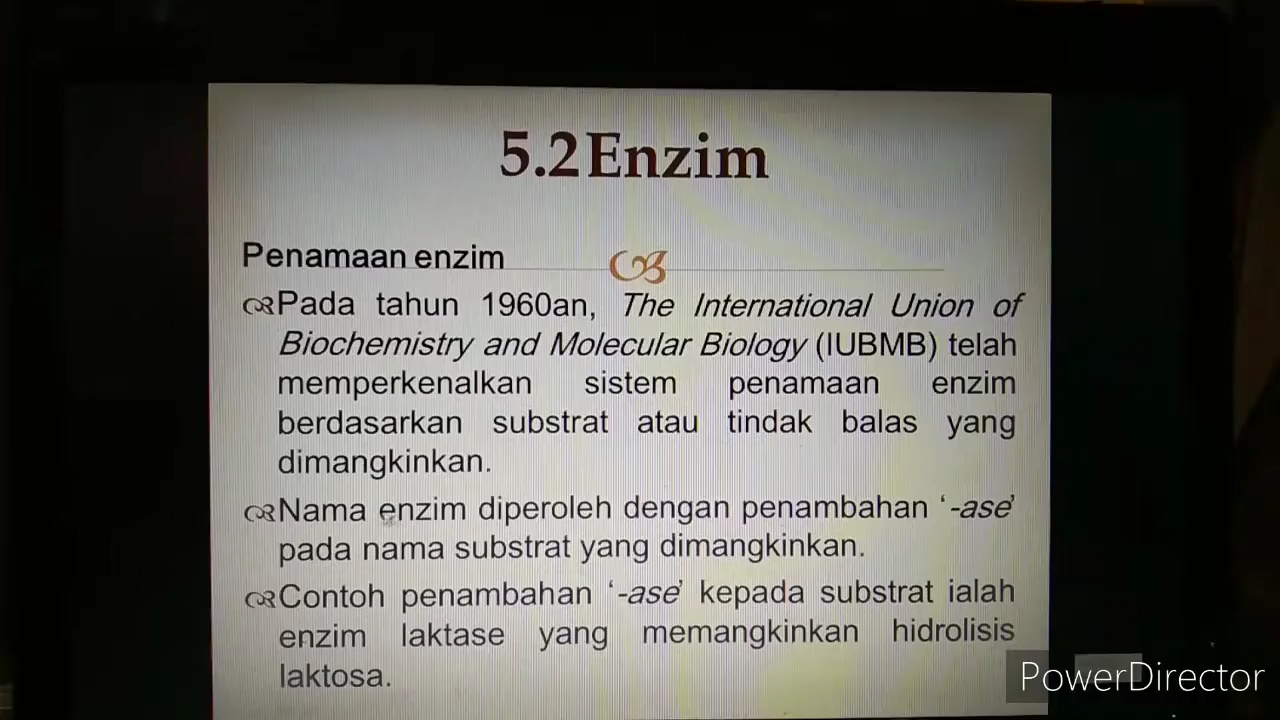 5.2 Enzim
Penamaan enzim
Pada tahun 1960an, The International Union of
Biochemistry and Molecular Biology (IUBMB) telah
memperkenalkan sistem penamaan enzim
berdasarkan substrat atau tindak balas yang
dimangkinkan.
Nama enzim diperoleh dengan penambahan ‘-ase’
pada nama substrat yang dimangkinkan.
Contoh penambahan ‘-ase’ kepada substrat ialah
enzim laktase yang memangkinkan hidrolisis
laktosa.
PowerDirector